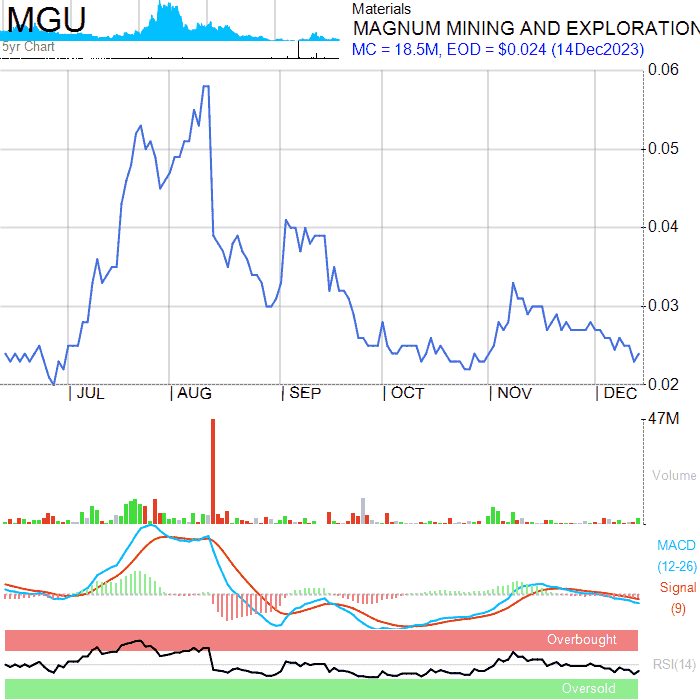 MGU
5yr Chart
Materials
MAGNUM MINING AND EXPLORATION
MC = 18.5M, EOD = $0.024 (14Dec2023)
0.06
0.05
0.04
0.03
0.02
JUL AUG SEP OCT NOV DEC
47M
Volume
MACD
(12-26)
Signal
(9)
Overbought
RSI(14)
Oversold